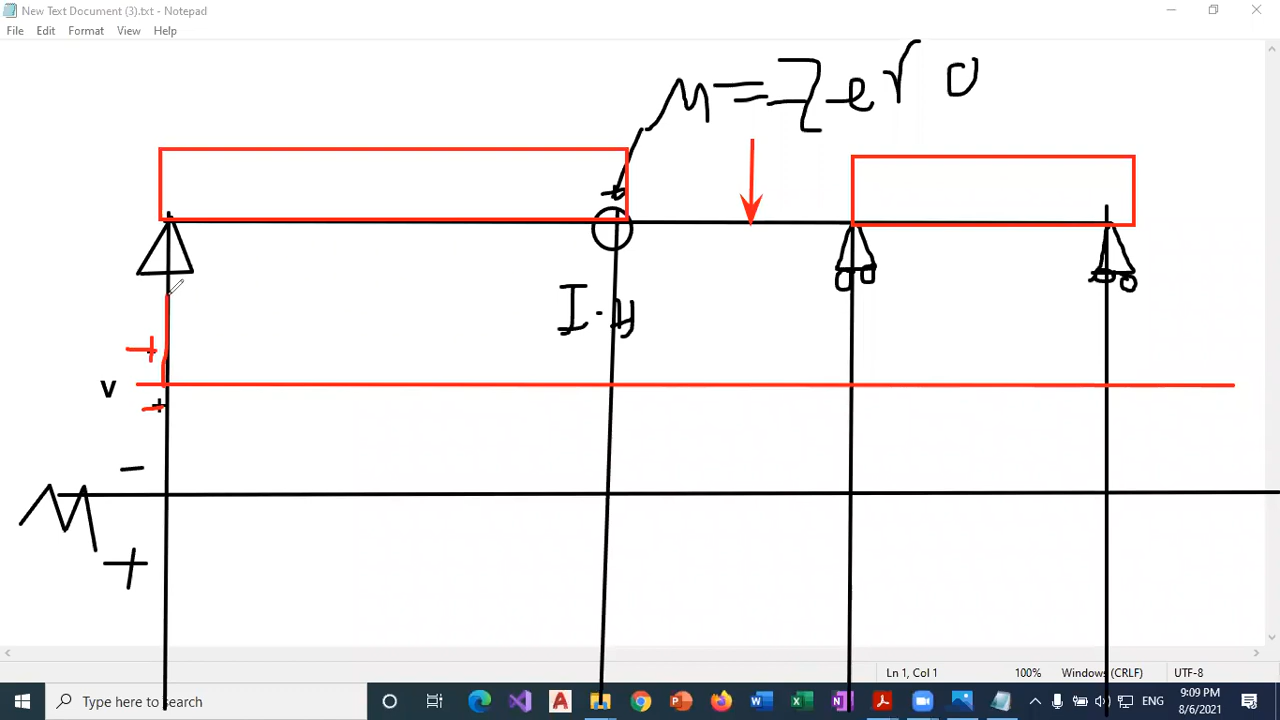 New Text Document (3).txt - Notepad
File Edit Format View Help
M = Zero
I.H
+
V
+
-
M
+
Ln 1, Col 1 100% Windows (CRLF) UTF-8
Type here to search
ENG
9:09 PM
8/6/2021